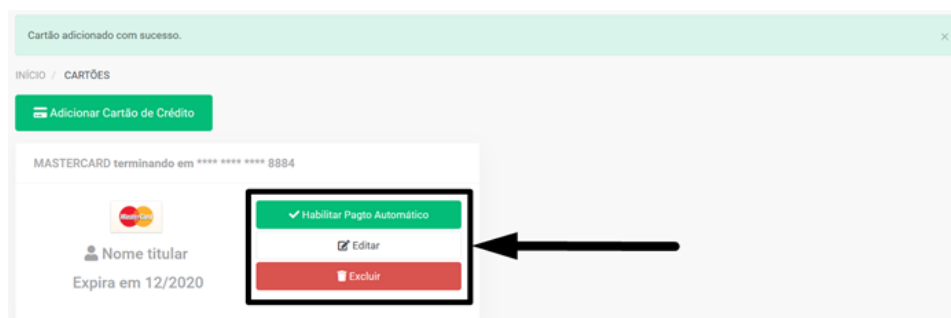 Cartão adicionado com sucesso.
×
INÍCIO / CARTÕES
Adicionar Cartão de Crédito
MASTERCARD terminando em **** **** **** 8884
MasterCard
Habilitar Pagto Automático
Editar
Excluir
Nome titular
Expira em 12/2020